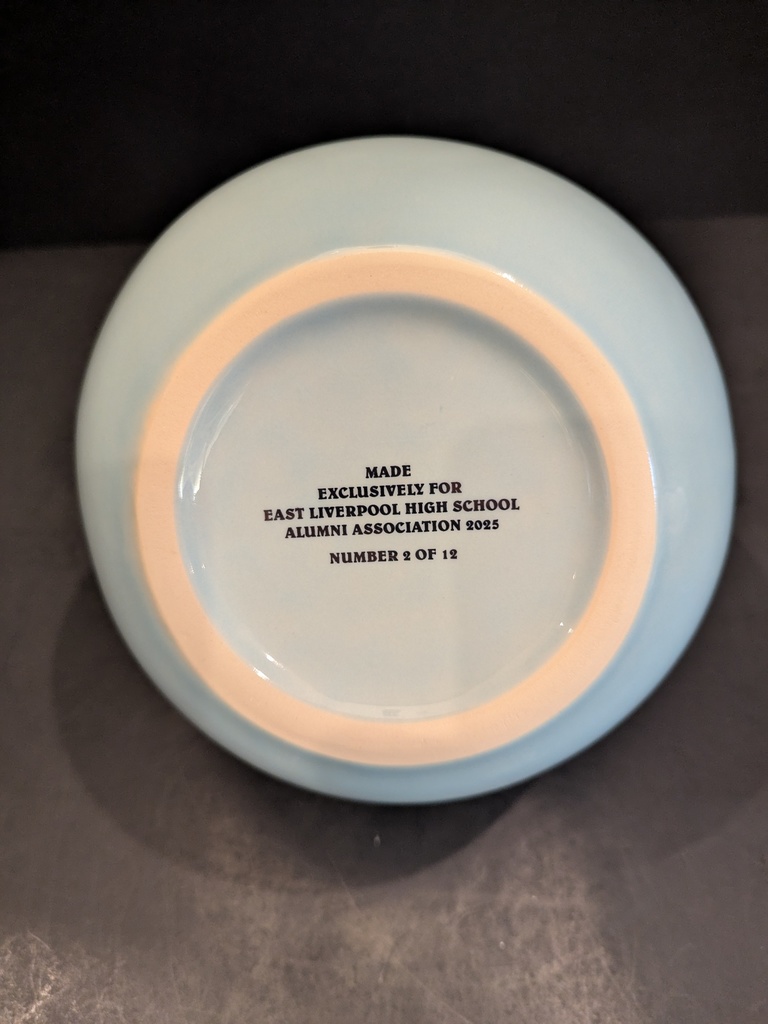 MADE
EXCLUSIVELY FOR
EAST LIVERPOOL HIGH SCHOOL
ALUMNI ASSOCIATION 2025
NUMBER 2 OF 12